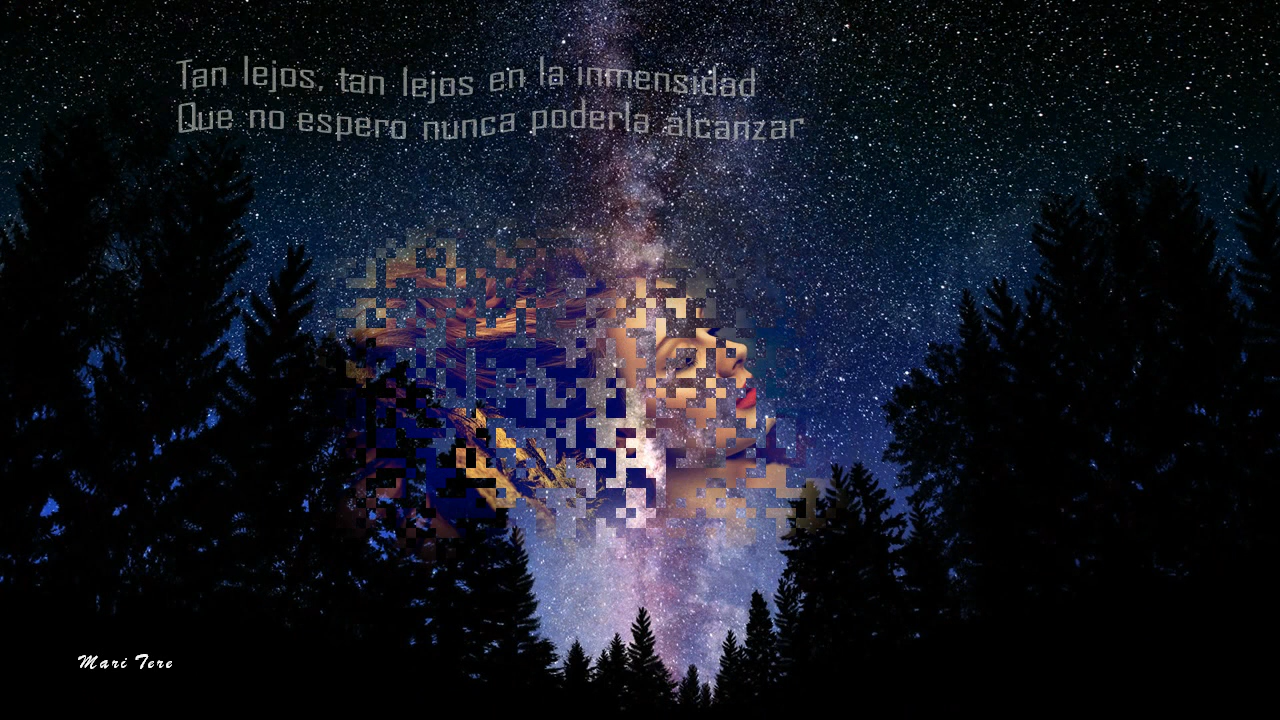 Tan lejos, tan lejos en la inmensidad
Que no espero nunca poderla alcanzar
Mari Tere